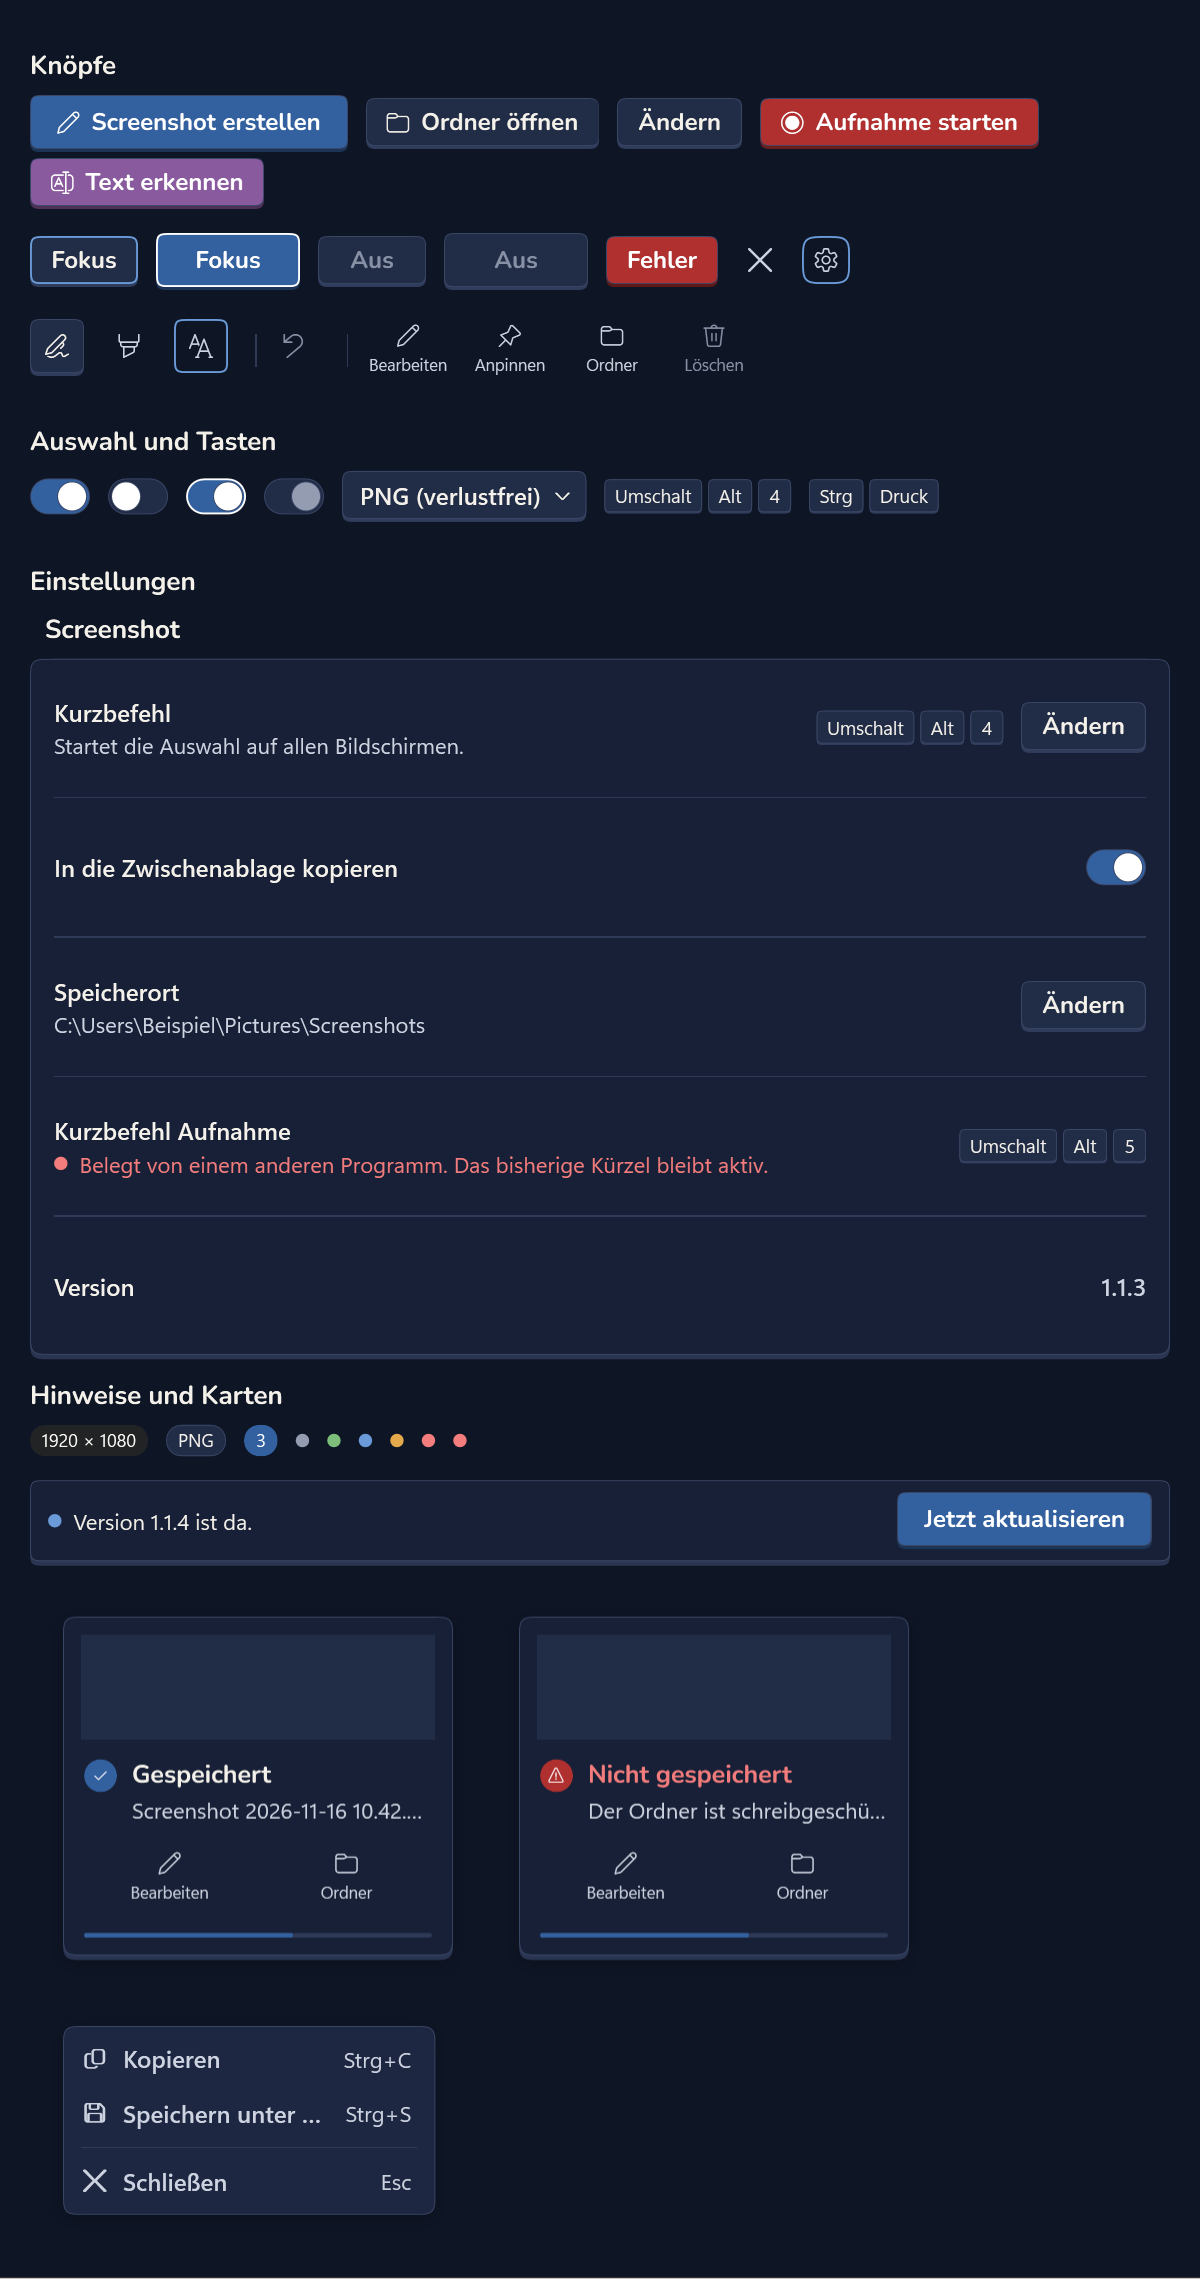 Knöpfe
Screenshot erstellen Ordner öffnen Ändern Aufnahme starten
Text erkennen
Fokus Fokus Aus Aus Fehler
Bearbeiten Anpinnen Ordner Löschen
Auswahl und Tasten
PNG (verlustfrei) Umschalt Alt 4 Strg Druck
Einstellungen
Screenshot
Kurzbefehl
Startet die Auswahl auf allen Bildschirmen.
Umschalt Alt 4 Ändern
In die Zwischenablage kopieren
Speicherort
C:\Users\Beispiel\Pictures\Screenshots
Ändern
Kurzbefehl Aufnahme
Belegt von einem anderen Programm. Das bisherige Kürzel bleibt aktiv.
Umschalt Alt 5
Version 1.1.3
Hinweise und Karten
1920 × 1080 PNG 3
Version 1.1.4 ist da. Jetzt aktualisieren
Gespeichert
Screenshot 2026-11-16 10.42....
Bearbeiten Ordner
Nicht gespeichert
Der Ordner ist schreibgeschü...
Bearbeiten Ordner
Kopieren Strg+C
Speichern unter ... Strg+S
Schließen Esc